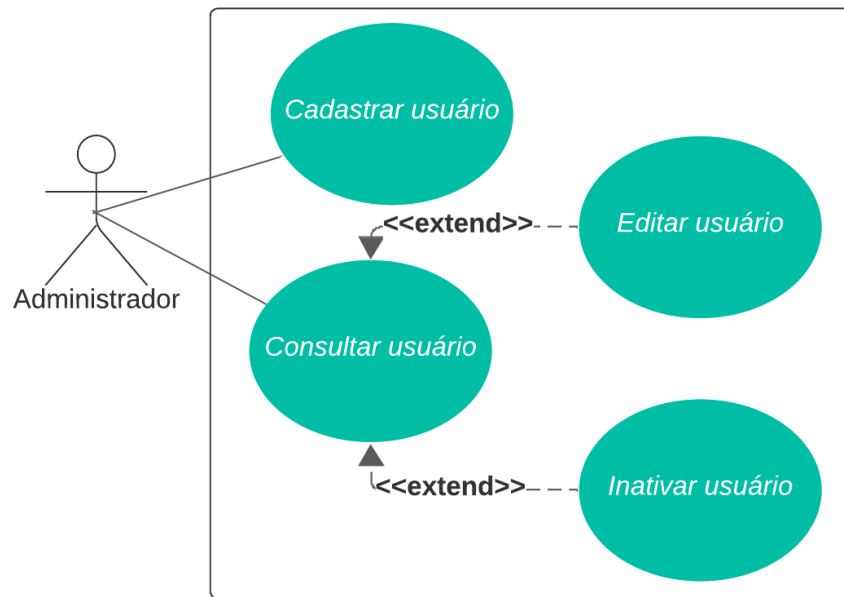 Cadastrar usuário
<<extend>>
Editar usuário
Administrador
Consultar usuário
<<extend>>
Inativar usuário